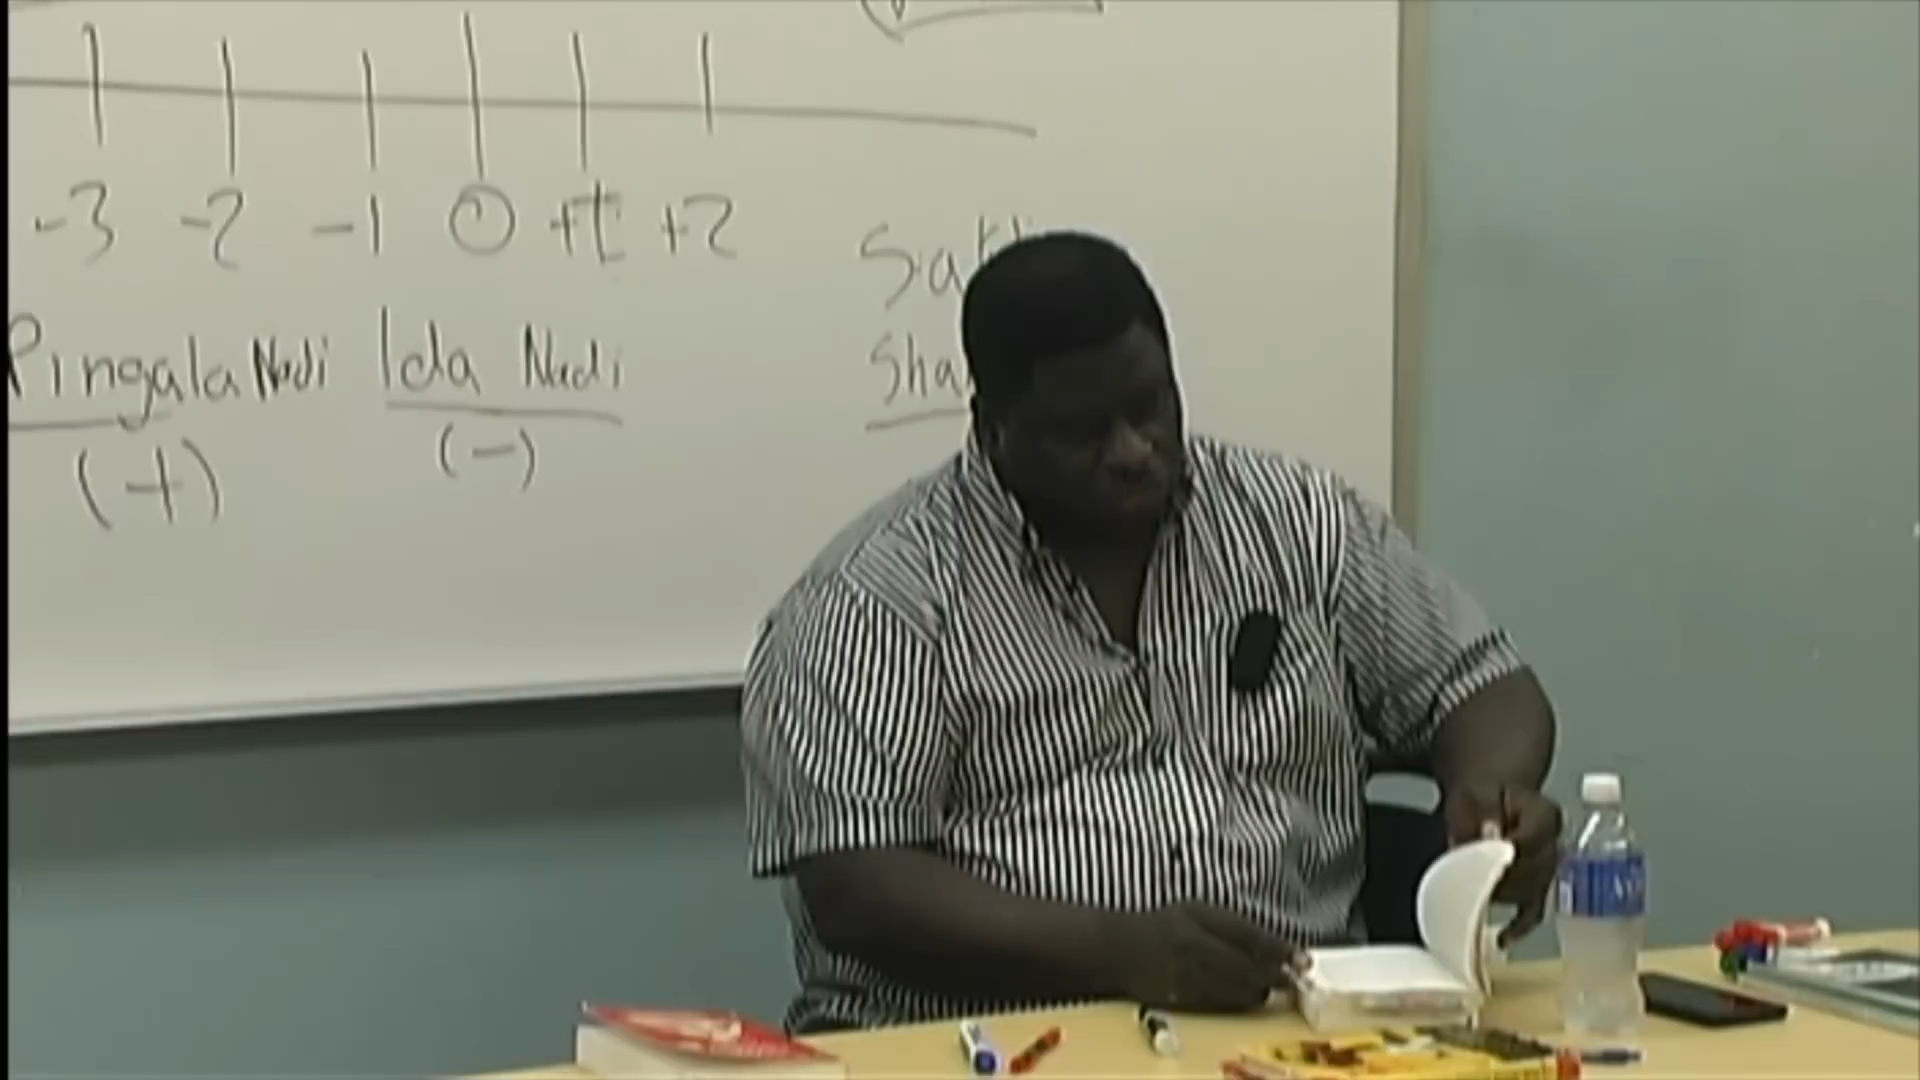 -3 -2 -1 0 +1 +2
Pingala Nadi Ida Nadi
(+) (-)